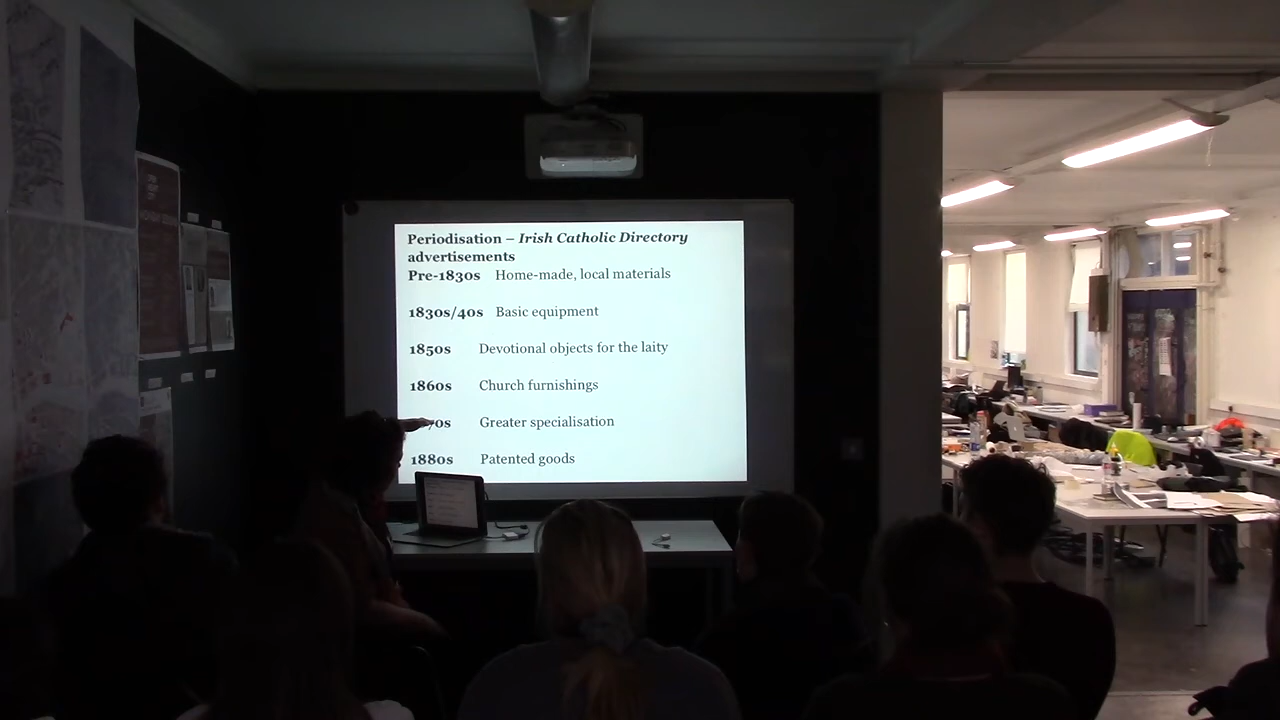 Periodisation – Irish Catholic Directory
advertisements
Pre-1830s Home-made, local materials
1830s/40s Basic equipment
1850s Devotional objects for the laity
1860s Church furnishings
70s Greater specialisation
1880s Patented goods